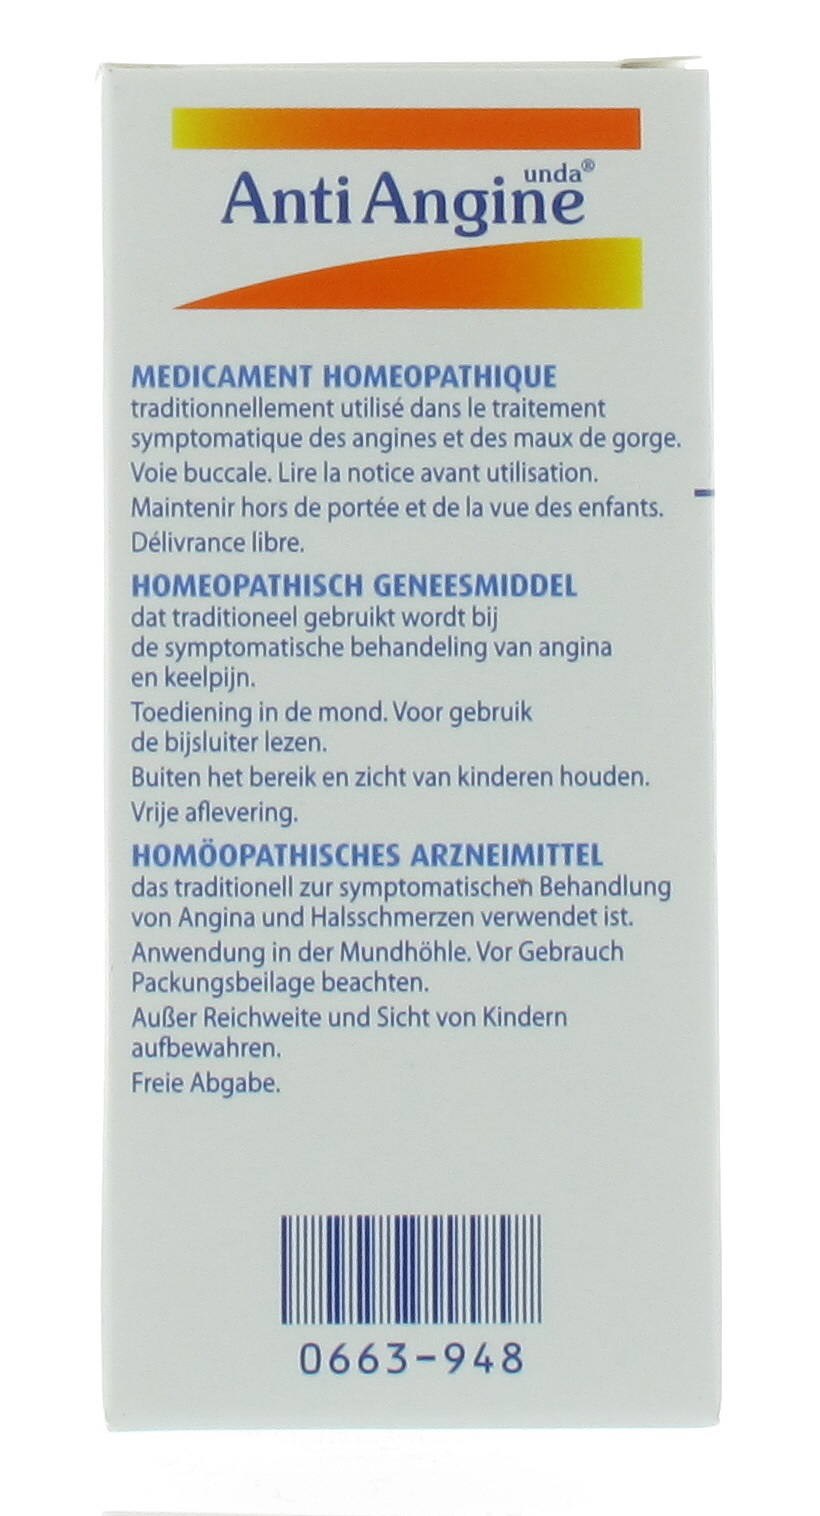 unda®
Anti Angine
MEDICAMENT HOMEOPATHIQUE
traditionnellement utilisé dans le traitement
symptomatique des angines et des maux de gorge.
Voie buccale. Lire la notice avant utilisation.
Maintenir hors de portée et de la vue des enfants.
Délivrance libre.
HOMEOPATHISCH GENEESMIDDEL
dat traditioneel gebruikt wordt bij
de symptomatische behandeling van angina
en keelpijn.
Toediening in de mond. Voor gebruik
de bijsluiter lezen.
Buiten het bereik en zicht van kinderen houden.
Vrije aflevering.
HOMÖOPATHISCHES ARZNEIMITTEL
das traditionell zur symptomatischen Behandlung
von Angina und Halsschmerzen verwendet ist.
Anwendung in der Mundhöhle. Vor Gebrauch
Packungsbeilage beachten.
Außer Reichweite und Sicht von Kindern
aufbewahren.
Freie Abgabe.
0663-948